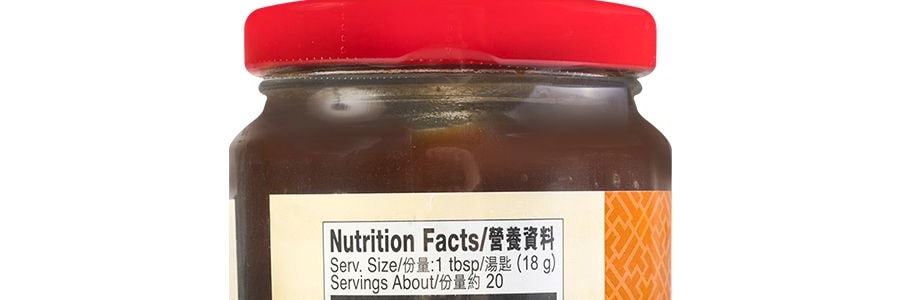 Nutrition Facts/營養資料
Serv. Size/份量:1 tbsp/湯匙 (18 g)
Servings About/份量約 20